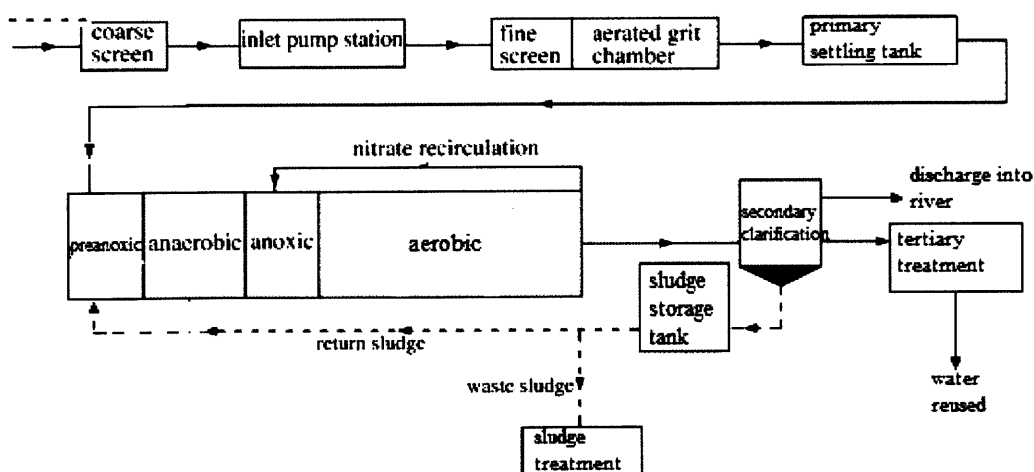 coarse
screen
inlet pump station
fine
screen
aerated grit
chamber
primary
settling tank
nitrate recirculation
preanoxic
anaerobic
anoxic
aerobic
secondary
clarification
discharge into
river
tertiary
treatment
sludge
storage
tank
return sludge
waste sludge
water
reused
sludge
treatment